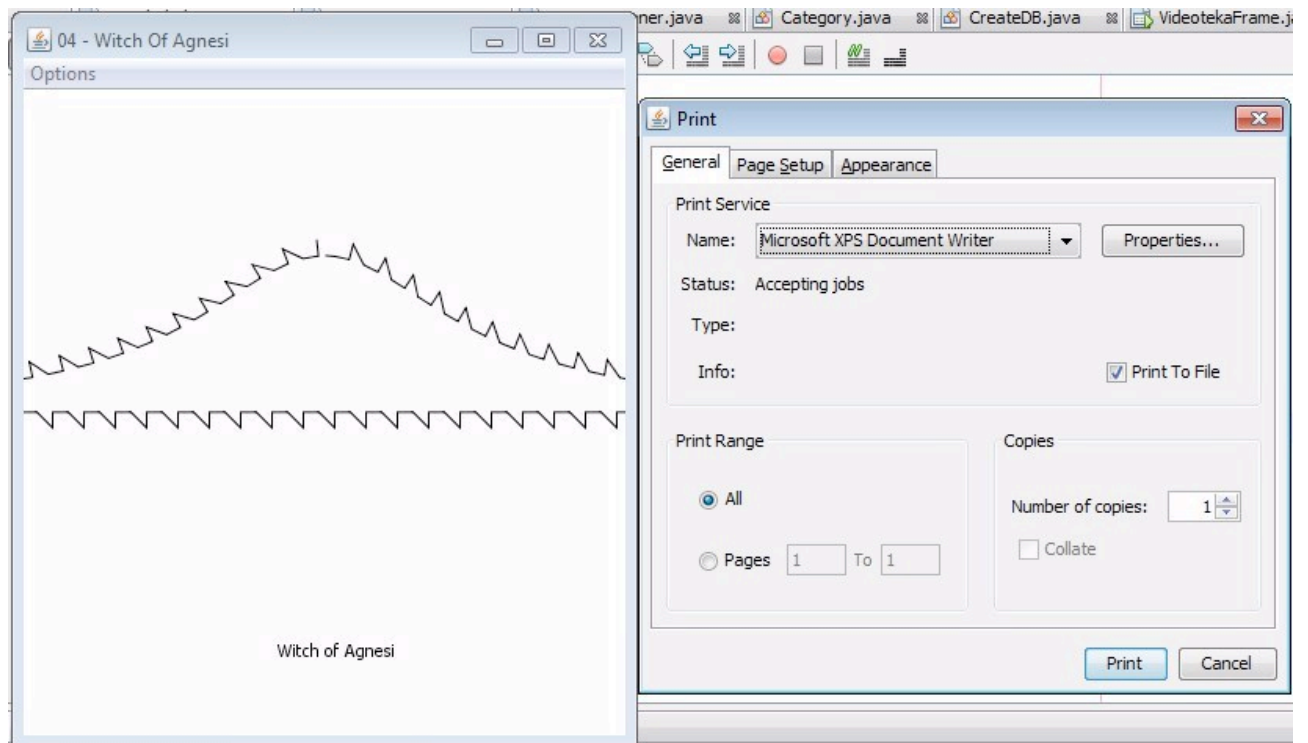 ner.java Category.java CreateDB.java VideotekaFrame.j
04 - Witch Of Agnesi
Options
Witch of Agnesi
Print
General Page Setup Appearance
Print Service
Name: Microsoft XPS Document Writer Properties...
Status: Accepting jobs
Type:
Info: Print To File
Print Range
All
Pages 1 To 1
Copies
Number of copies: 1
Collate
Print Cancel